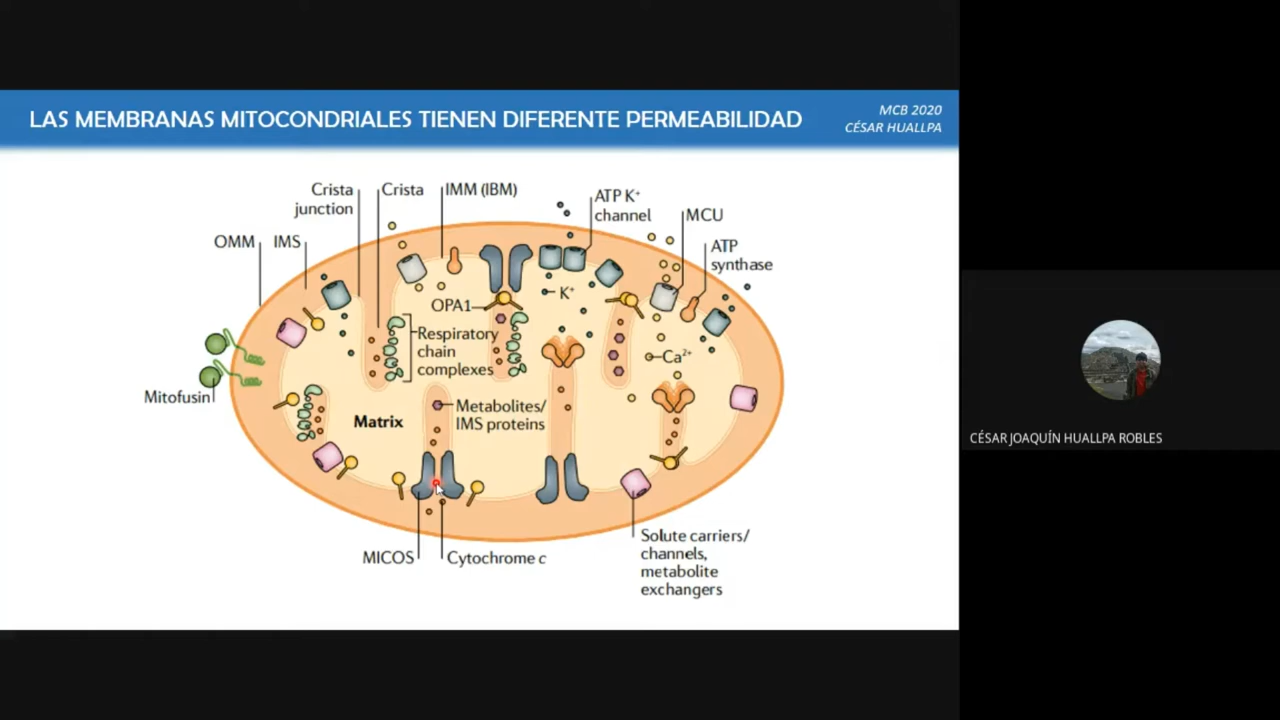 LAS MEMBRANAS MITOCONDRIALES TIENEN DIFERENTE PERMEABILIDAD
MCB 2020
CÉSAR HUALLPA
Crista
junction
Crista
IMM (IBM)
ATP K⁺
channel
MCU
OMM
IMS
ATP
synthase
OPA1
K⁺
Respiratory
chain
complexes
Ca²⁺
Mitofusin
Matrix
Metabolites/
IMS proteins
MICOS
Cytochrome c
Solute carriers/
channels,
metabolite
exchangers
CÉSAR JOAQUÍN HUALLPA ROBLES